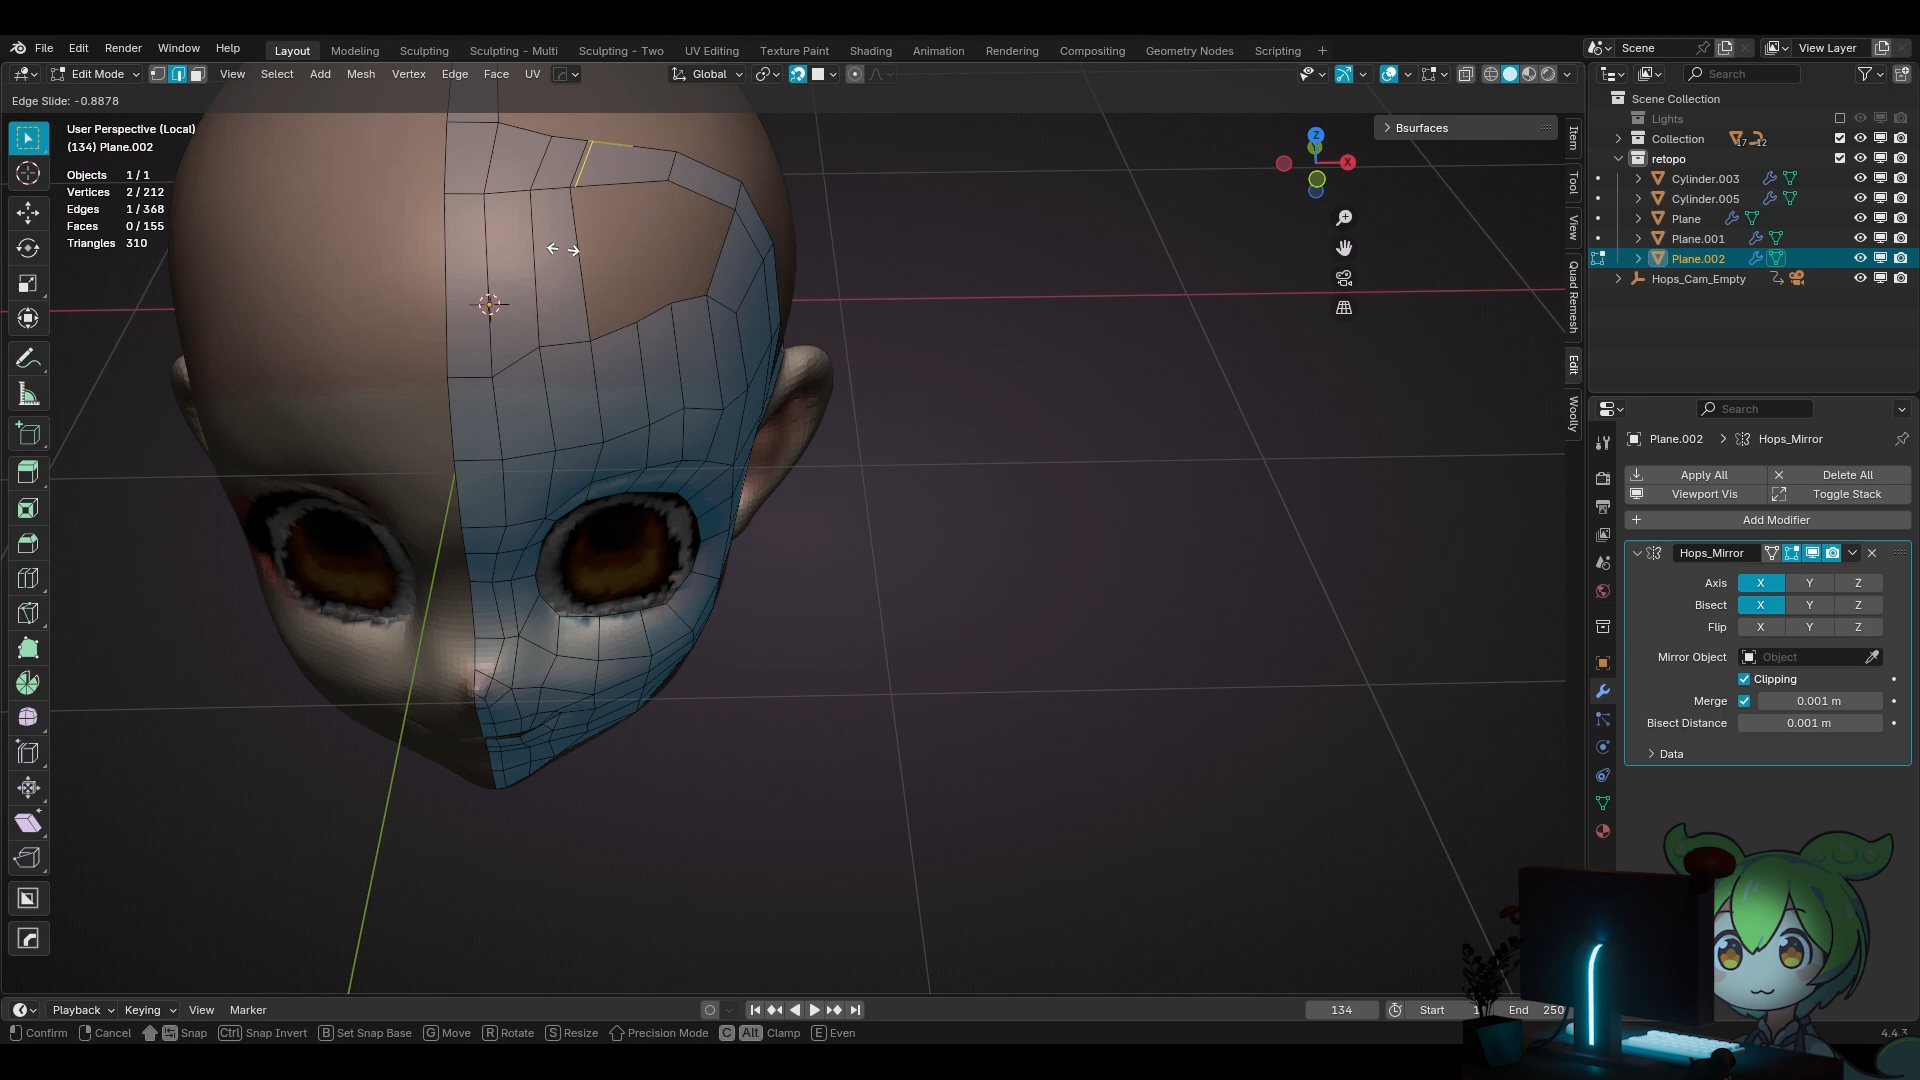 File Edit Render Window Help
Layout Modeling Sculpting Sculpting - Multi Sculpting - Two UV Editing Texture Paint Shading Animation Rendering Compositing Geometry Nodes Scripting +
Scene
View Layer
Edit Mode
View Select Add Mesh Vertex Edge Face UV
Global
Search
Edge Slide: -0.8878
User Perspective (Local)
(134) Plane.002
Objects 1 / 1
Vertices 2 / 212
Edges 1 / 368
Faces 0 / 155
Triangles 310
Bsurfaces
Z
X
Item
Tool
View
Quad Remesh
Edit
Woolly
Scene Collection
Lights
Collection 17 12
retopo
Cylinder.003
Cylinder.005
Plane
Plane.001
Plane.002
Hops_Cam_Empty
Search
Plane.002 > Hops_Mirror
Apply All Delete All
Viewport Vis Toggle Stack
Add Modifier
Hops_Mirror
Axis X Y Z
Bisect X Y Z
Flip X Y Z
Mirror Object Object
Clipping
Merge 0.001 m
Bisect Distance 0.001 m
Data
Playback Keying View Marker
134 Start 1 End 250
Confirm Cancel Snap Ctrl Snap Invert B Set Snap Base G Move R Rotate S Resize Precision Mode C Alt Clamp E Even
4.4.3